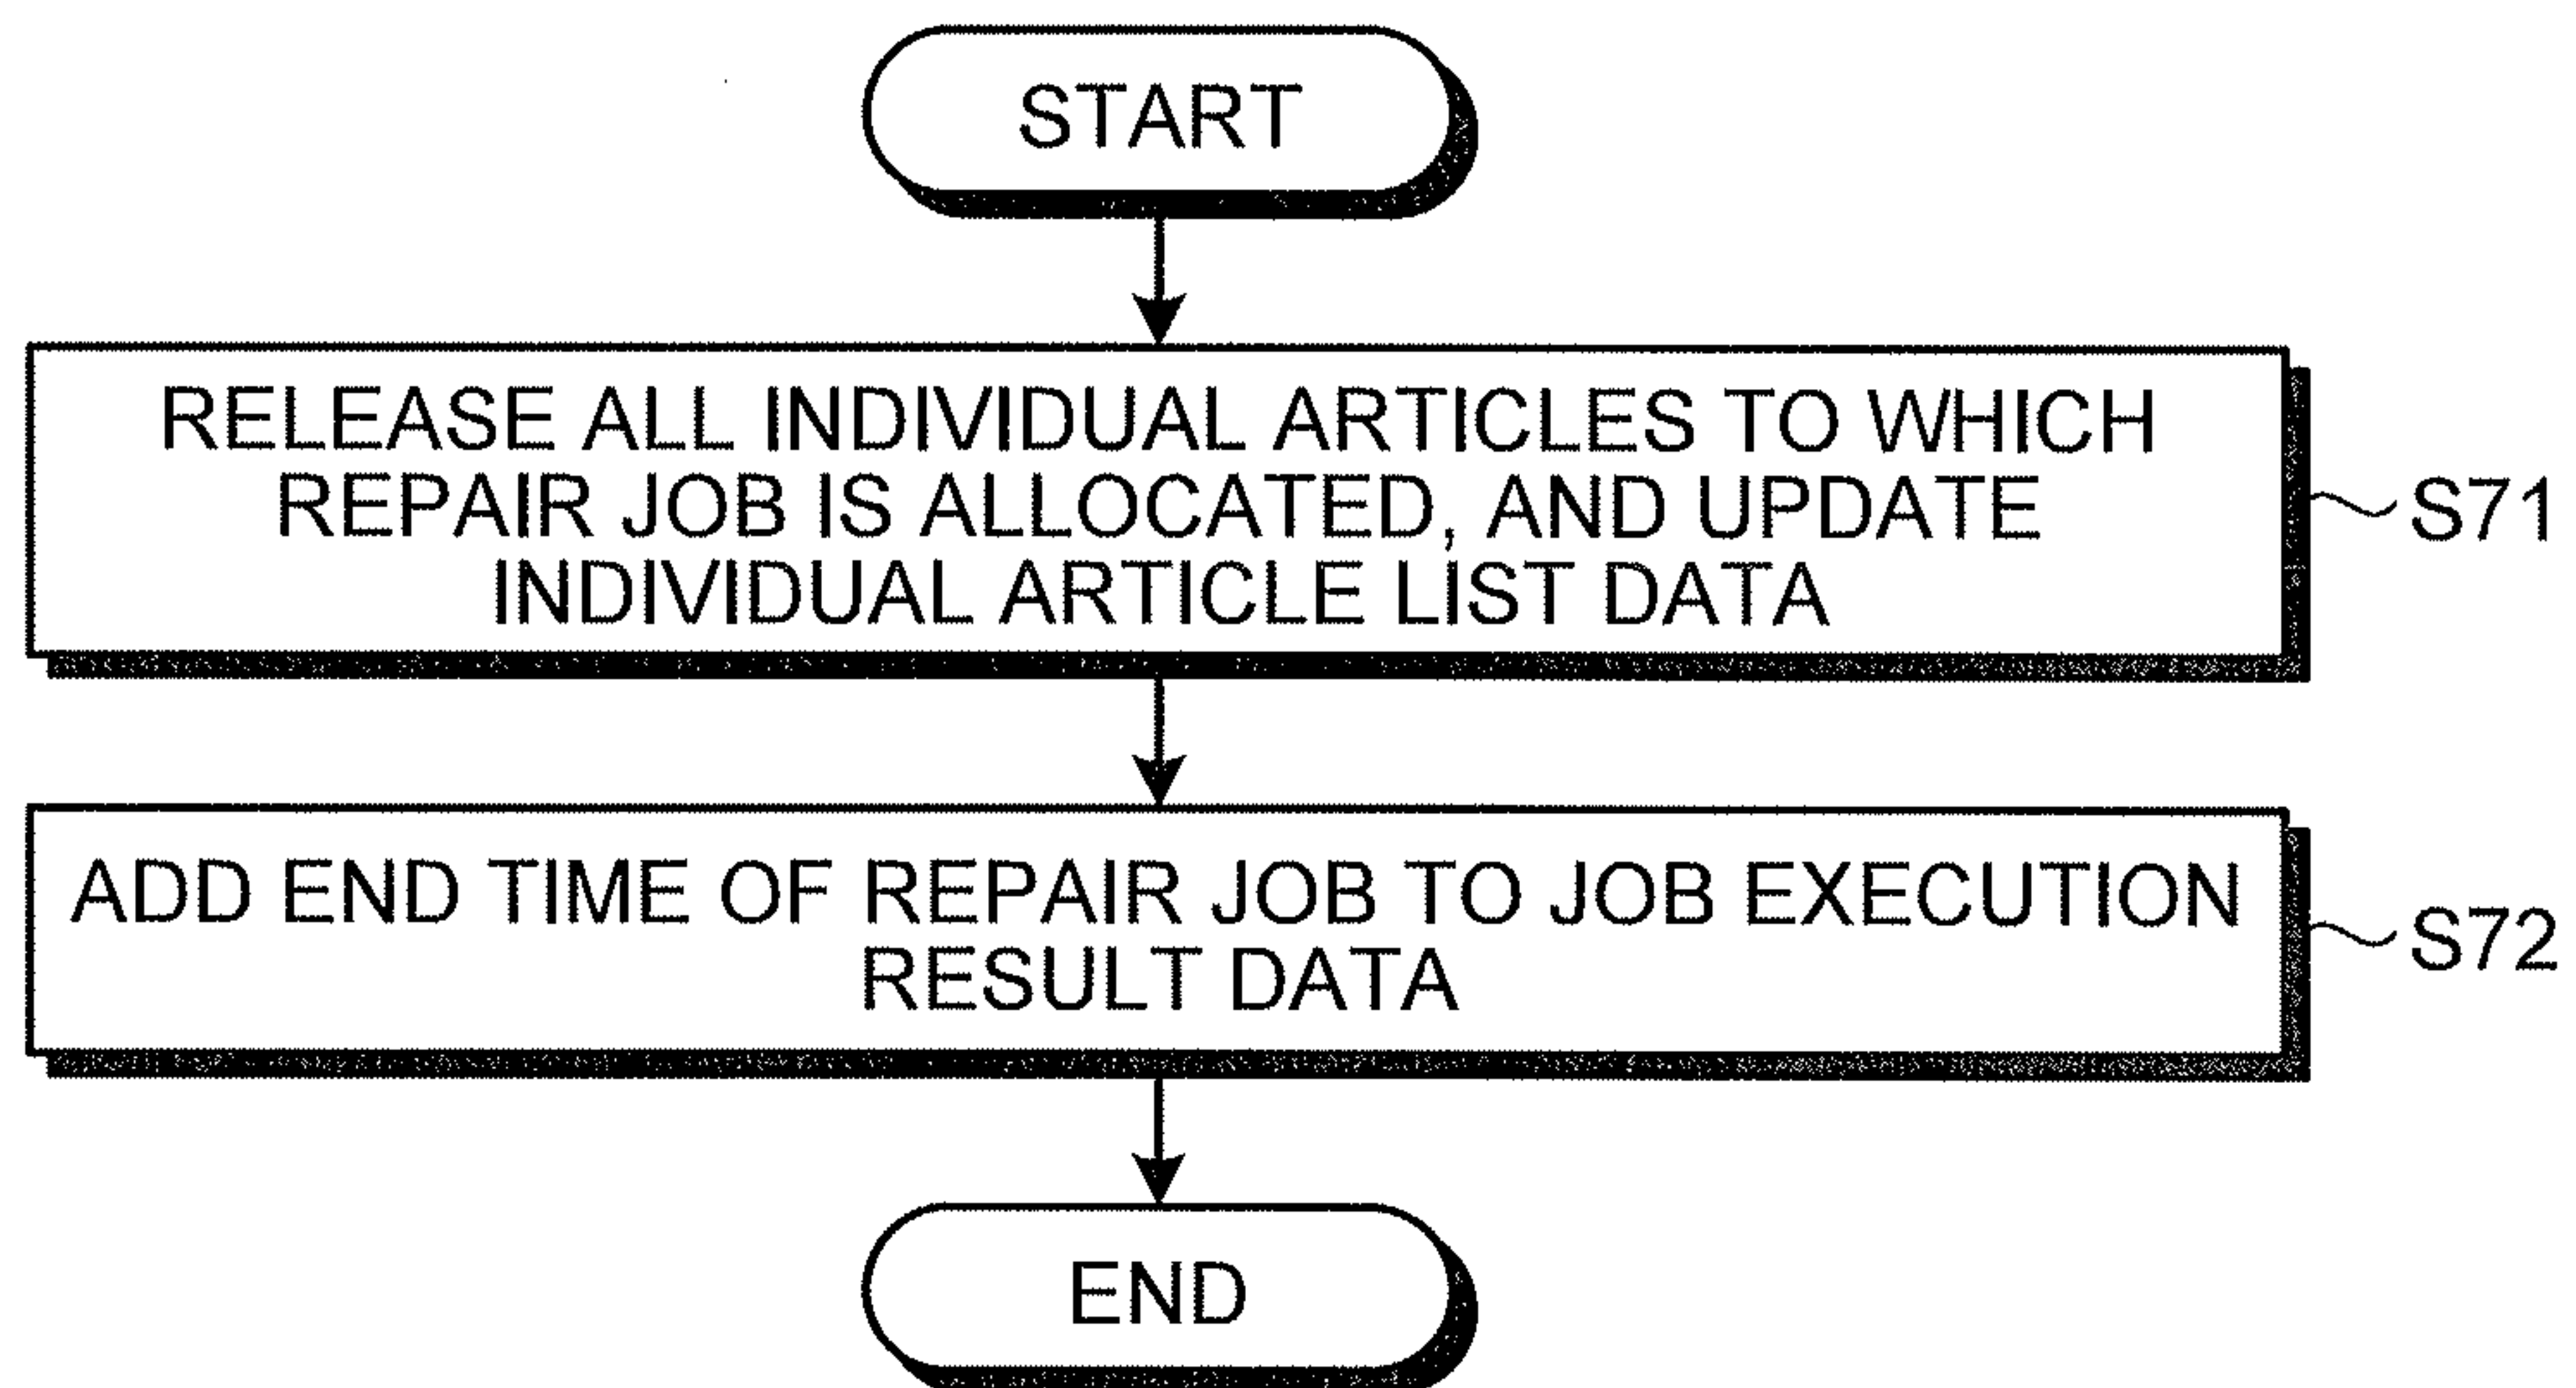 START
RELEASE ALL INDIVIDUAL ARTICLES TO WHICH
REPAIR JOB IS ALLOCATED, AND UPDATE
INDIVIDUAL ARTICLE LIST DATA
S71
ADD END TIME OF REPAIR JOB TO JOB EXECUTION
RESULT DATA
S72
END